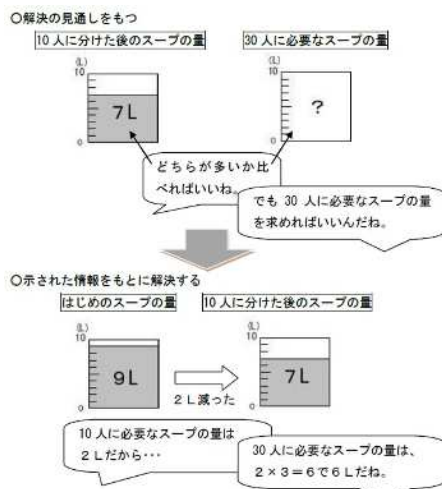 ○解決の見通しをもつ
10人に分けた後のスープの量 30人に必要なスープの量
(L) (L)
10 10
7L ?
0 0
どちらが多いか比
べればいいね。
でも 30 人に必要なスープの量
を求めればいいんだね。
○示された情報をもとに解決する
はじめのスープの量 10人に分けた後のスープの量
(L) (L)
10 10
9L 7L
2L減った
0 0
10人に必要なスープの量は
2Lだから・・・
30人に必要なスープの量は、
2×3=6で6Lだね。